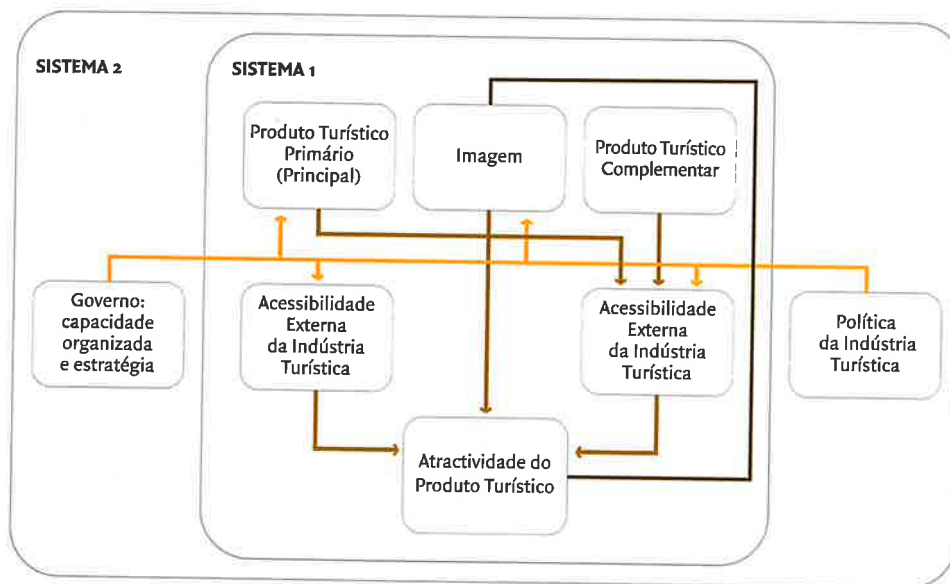 SISTEMA 2
SISTEMA 1
Produto Turístico
Primário
(Principal)
Imagem
Produto Turístico
Complementar
Governo:
capacidade
organizada
e estratégia
Acessibilidade
Externa
da Indústria
Turística
Acessibilidade
Externa
da Indústria
Turística
Política
da Indústria
Turística
Atractividade do
Produto Turístico